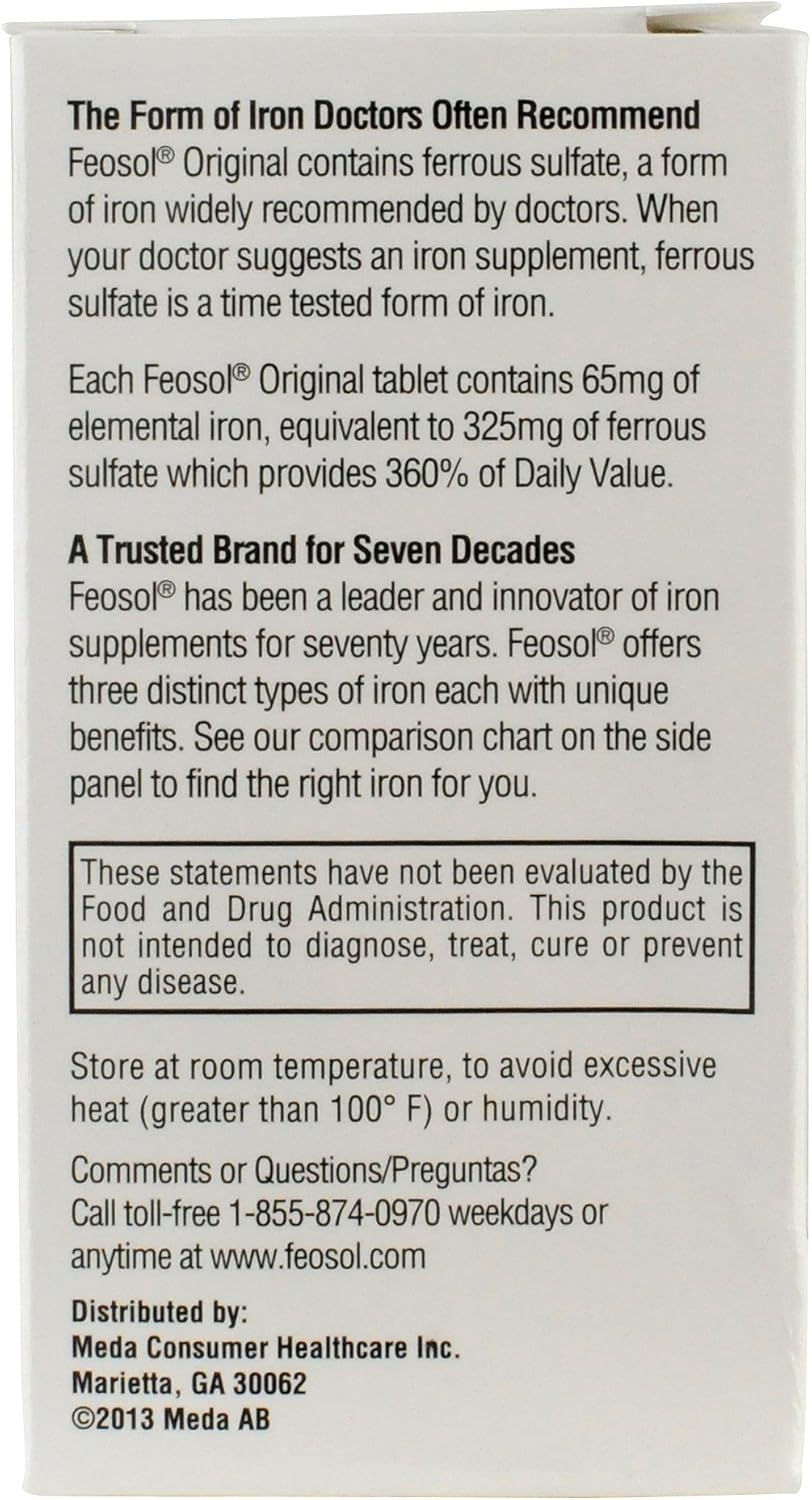 The Form of Iron Doctors Often Recommend
Feosol® Original contains ferrous sulfate, a form
of iron widely recommended by doctors. When
your doctor suggests an iron supplement, ferrous
sulfate is a time tested form of iron.
Each Feosol® Original tablet contains 65mg of
elemental iron, equivalent to 325mg of ferrous
sulfate which provides 360% of Daily Value.
A Trusted Brand for Seven Decades
Feosol® has been a leader and innovator of iron
supplements for seventy years. Feosol® offers
three distinct types of iron each with unique
benefits. See our comparison chart on the side
panel to find the right iron for you.
These statements have not been evaluated by the
Food and Drug Administration. This product is
not intended to diagnose, treat, cure or prevent
any disease.
Store at room temperature, to avoid excessive
heat (greater than 100° F) or humidity.
Comments or Questions/Preguntas?
Call toll-free 1-855-874-0970 weekdays or
anytime at www.feosol.com
Distributed by:
Meda Consumer Healthcare Inc.
Marietta, GA 30062
©2013 Meda AB